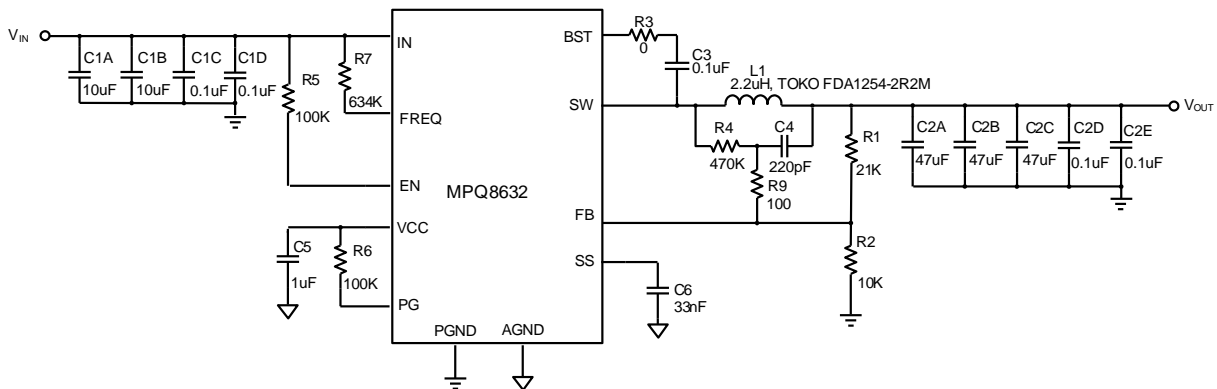 VIN
C1A
10uF
C1B
10uF
C1C
0.1uF
C1D
0.1uF
R5
100K
R7
634K
IN
FREQ
EN
VCC
PG
PGND
AGND
MPQ8632
BST
SW
FB
SS
C5
1uF
R6
100K
R3
0
C3
0.1uF
L1
2.2uH, TOKO FDA1254-2R2M
R4
470K
C4
220pF
R9
100
R1
21K
R2
10K
C6
33nF
C2A
47uF
C2B
47uF
C2C
47uF
C2D
0.1uF
C2E
0.1uF
VOUT